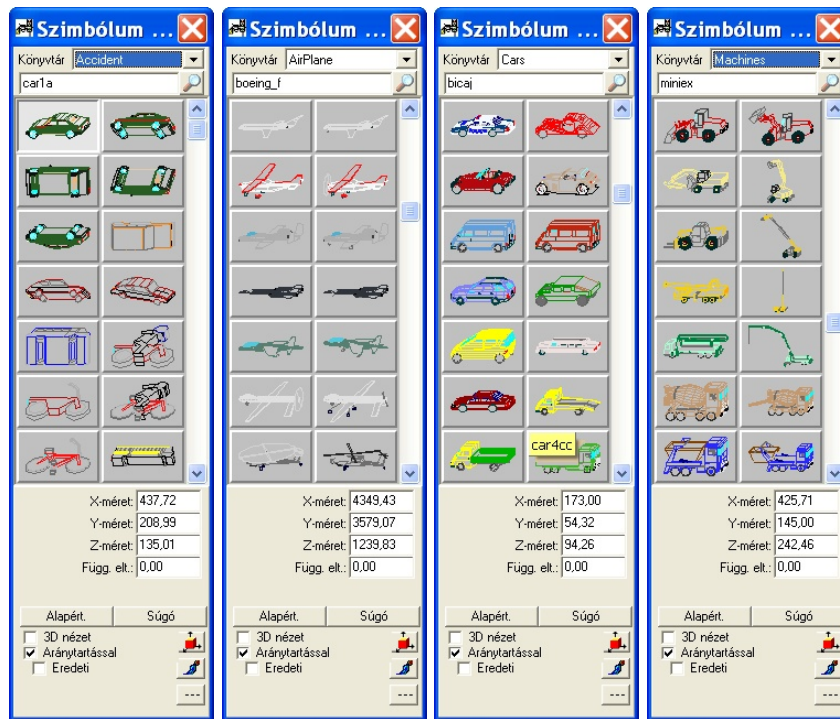 Szimbólum ...
Könyvtár Accident
car1a
X-méret: 437,72
Y-méret: 208,99
Z-méret: 135,01
Függ. elt.: 0,00
Alapért. Súgó
3D nézet
Aránytartással
Eredeti
---
Szimbólum ...
Könyvtár AirPlane
boeing_f
X-méret: 4349,43
Y-méret: 3579,07
Z-méret: 1239,83
Függ. elt.: 0,00
Alapért. Súgó
3D nézet
Aránytartással
Eredeti
---
Szimbólum ...
Könyvtár Cars
bicaj
car4cc
X-méret: 173,00
Y-méret: 54,32
Z-méret: 94,26
Függ. elt.: 0,00
Alapért. Súgó
3D nézet
Aránytartással
Eredeti
---
Szimbólum ...
Könyvtár Machines
miniex
X-méret: 425,71
Y-méret: 145,00
Z-méret: 242,46
Függ. elt.: 0,00
Alapért. Súgó
3D nézet
Aránytartással
Eredeti
---